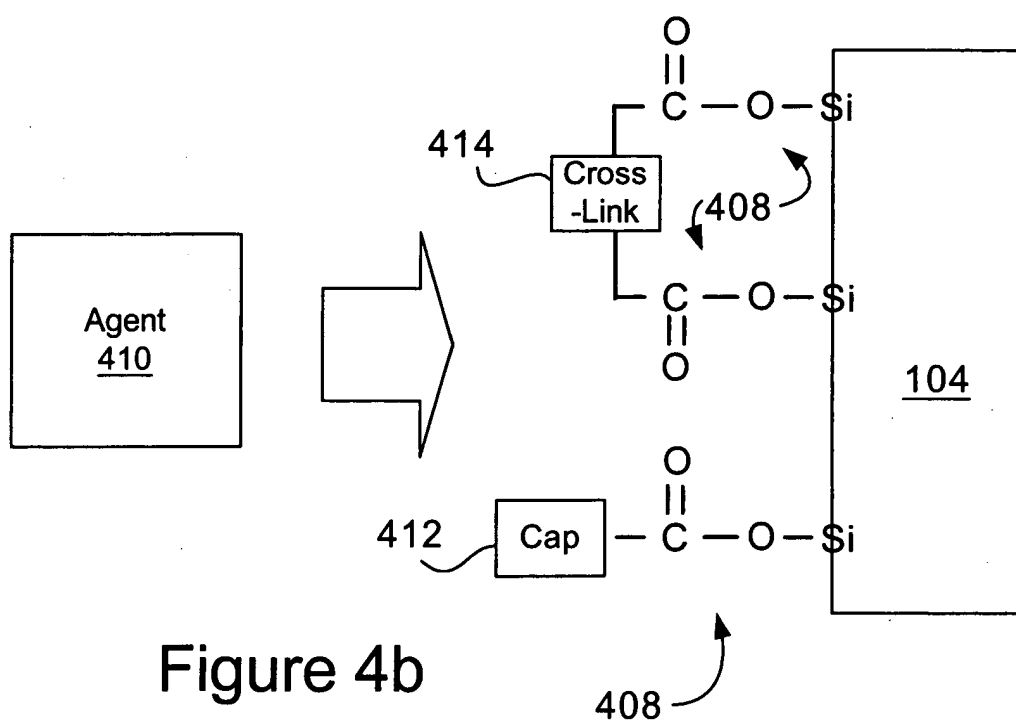 O
||
C — O — Si
414
Cross
-Link
408
C — O — Si
||
O
Agent
410
104
O
||
412
Cap
— C — O — Si
Figure 4b
408